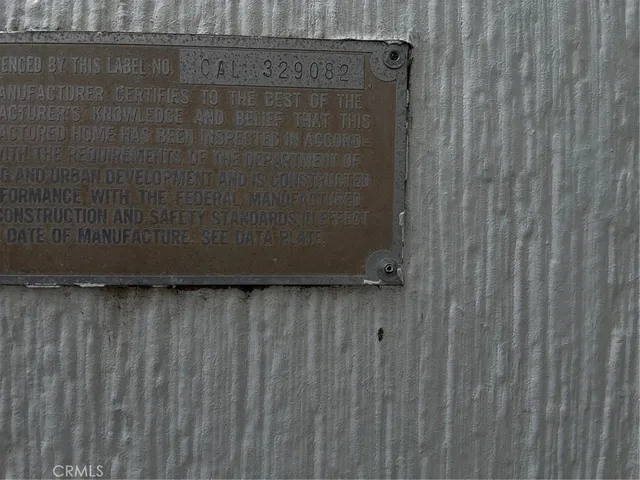 ENCED BY THIS LABEL NO. CAL 329082
ANUFACTURER CERTIFIES TO THE BEST OF THE
ACTURER'S KNOWLEDGE AND BELIEF THAT THIS
ACTURED HOME HAS BEEN INSPECTED IN ACCORD-
WITH THE REQUIREMENTS OF THE DEPARTMENT OF
G AND URBAN DEVELOPMENT AND IS CONSTRUCTED
FORMANCE WITH THE FEDERAL MANUFACTURED
CONSTRUCTION AND SAFETY STANDARDS IN EFFECT
DATE OF MANUFACTURE. SEE DATA PLATE.
CRMLS